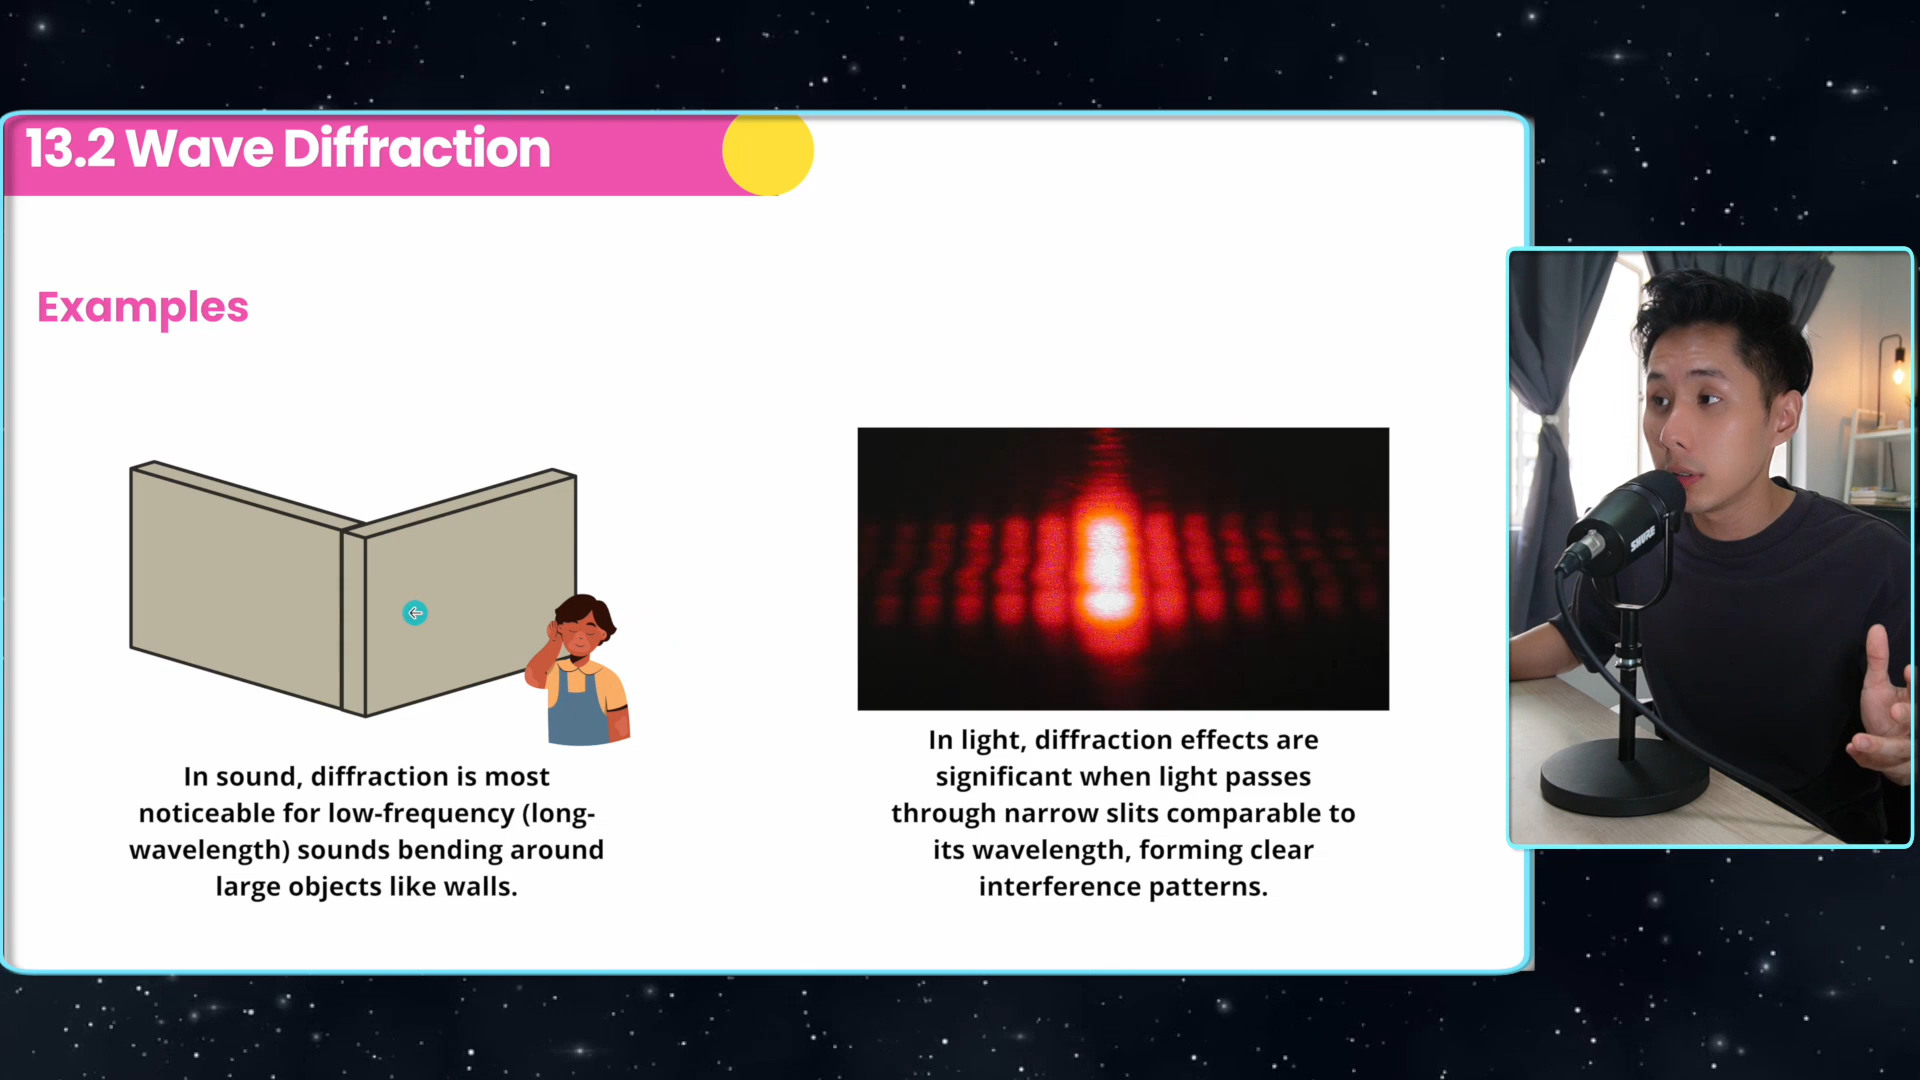 13.2 Wave Diffraction
Examples
In sound, diffraction is most
noticeable for low-frequency (long-
wavelength) sounds bending around
large objects like walls.
In light, diffraction effects are
significant when light passes
through narrow slits comparable to
its wavelength, forming clear
interference patterns.
SHURE